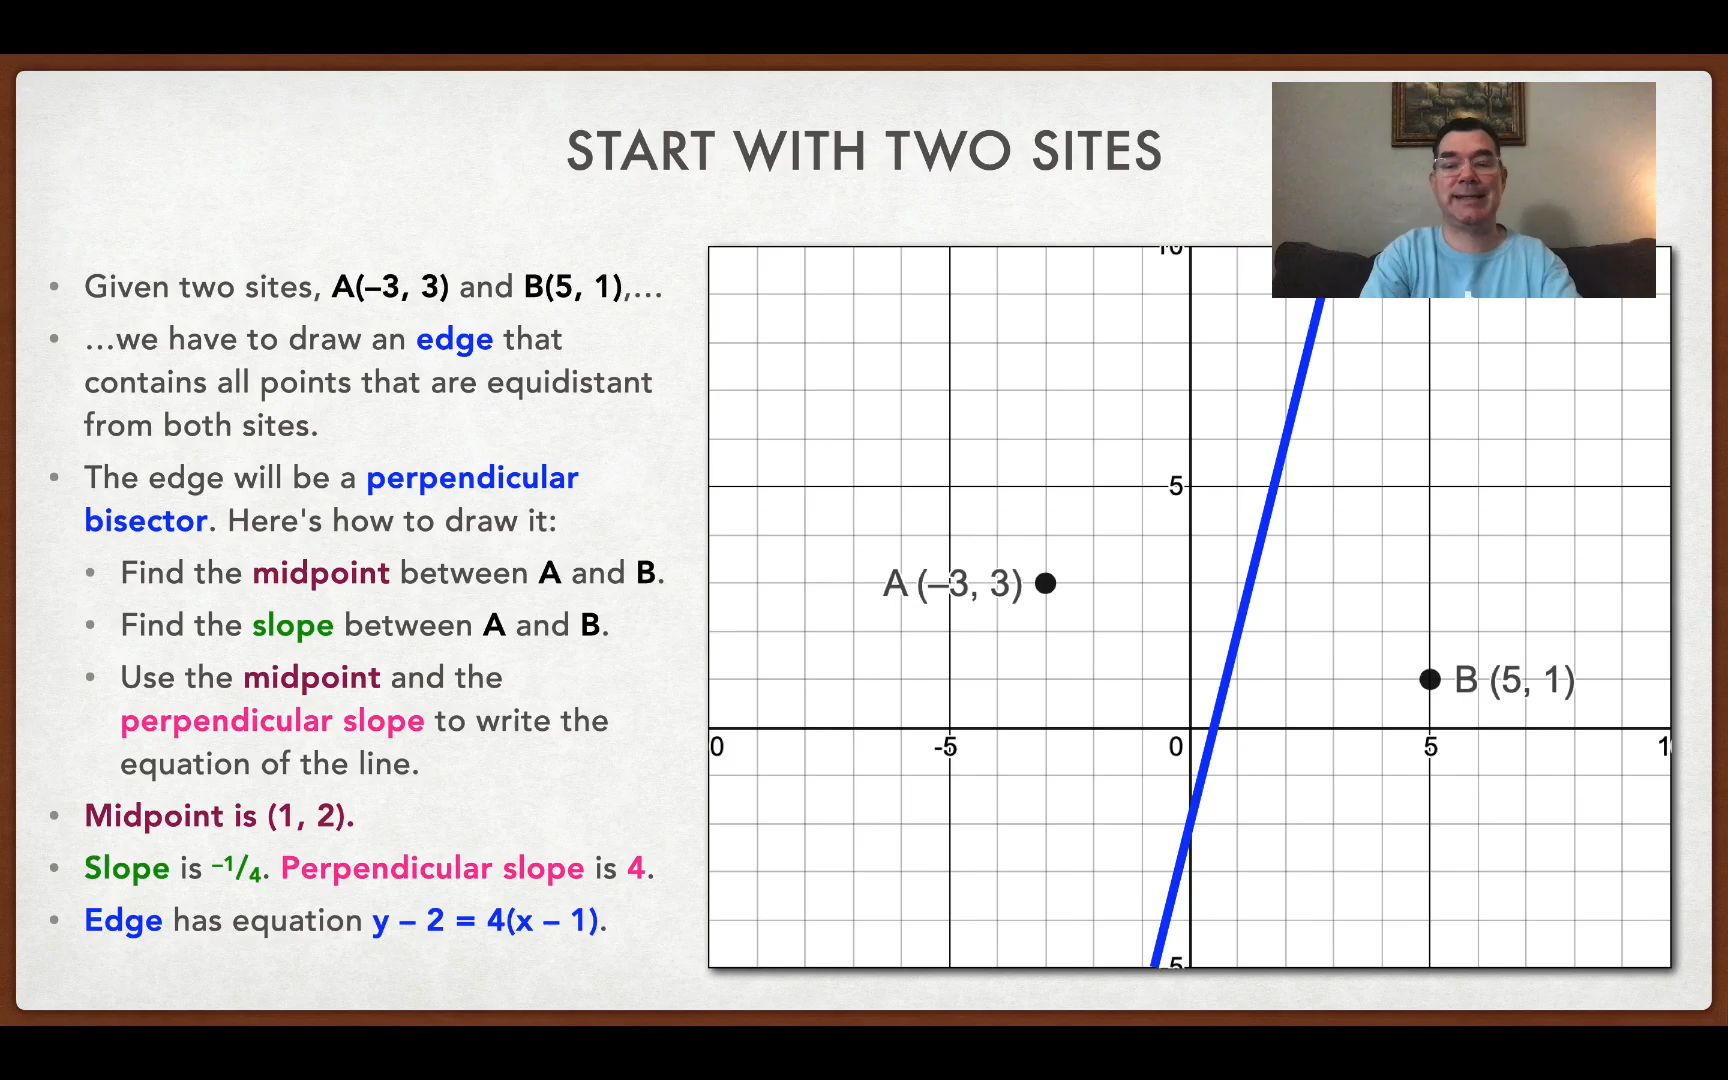 START WITH TWO SITES
• Given two sites, A(–3, 3) and B(5, 1),...
• ...we have to draw an edge that
contains all points that are equidistant
from both sites.
• The edge will be a perpendicular
bisector. Here's how to draw it:
• Find the midpoint between A and B.
• Find the slope between A and B.
• Use the midpoint and the
perpendicular slope to write the
equation of the line.
• Midpoint is (1, 2).
• Slope is –1/4. Perpendicular slope is 4.
• Edge has equation y – 2 = 4(x – 1).
10
5
A (–3, 3)
B (5, 1)
0
-5
0
5
1
5